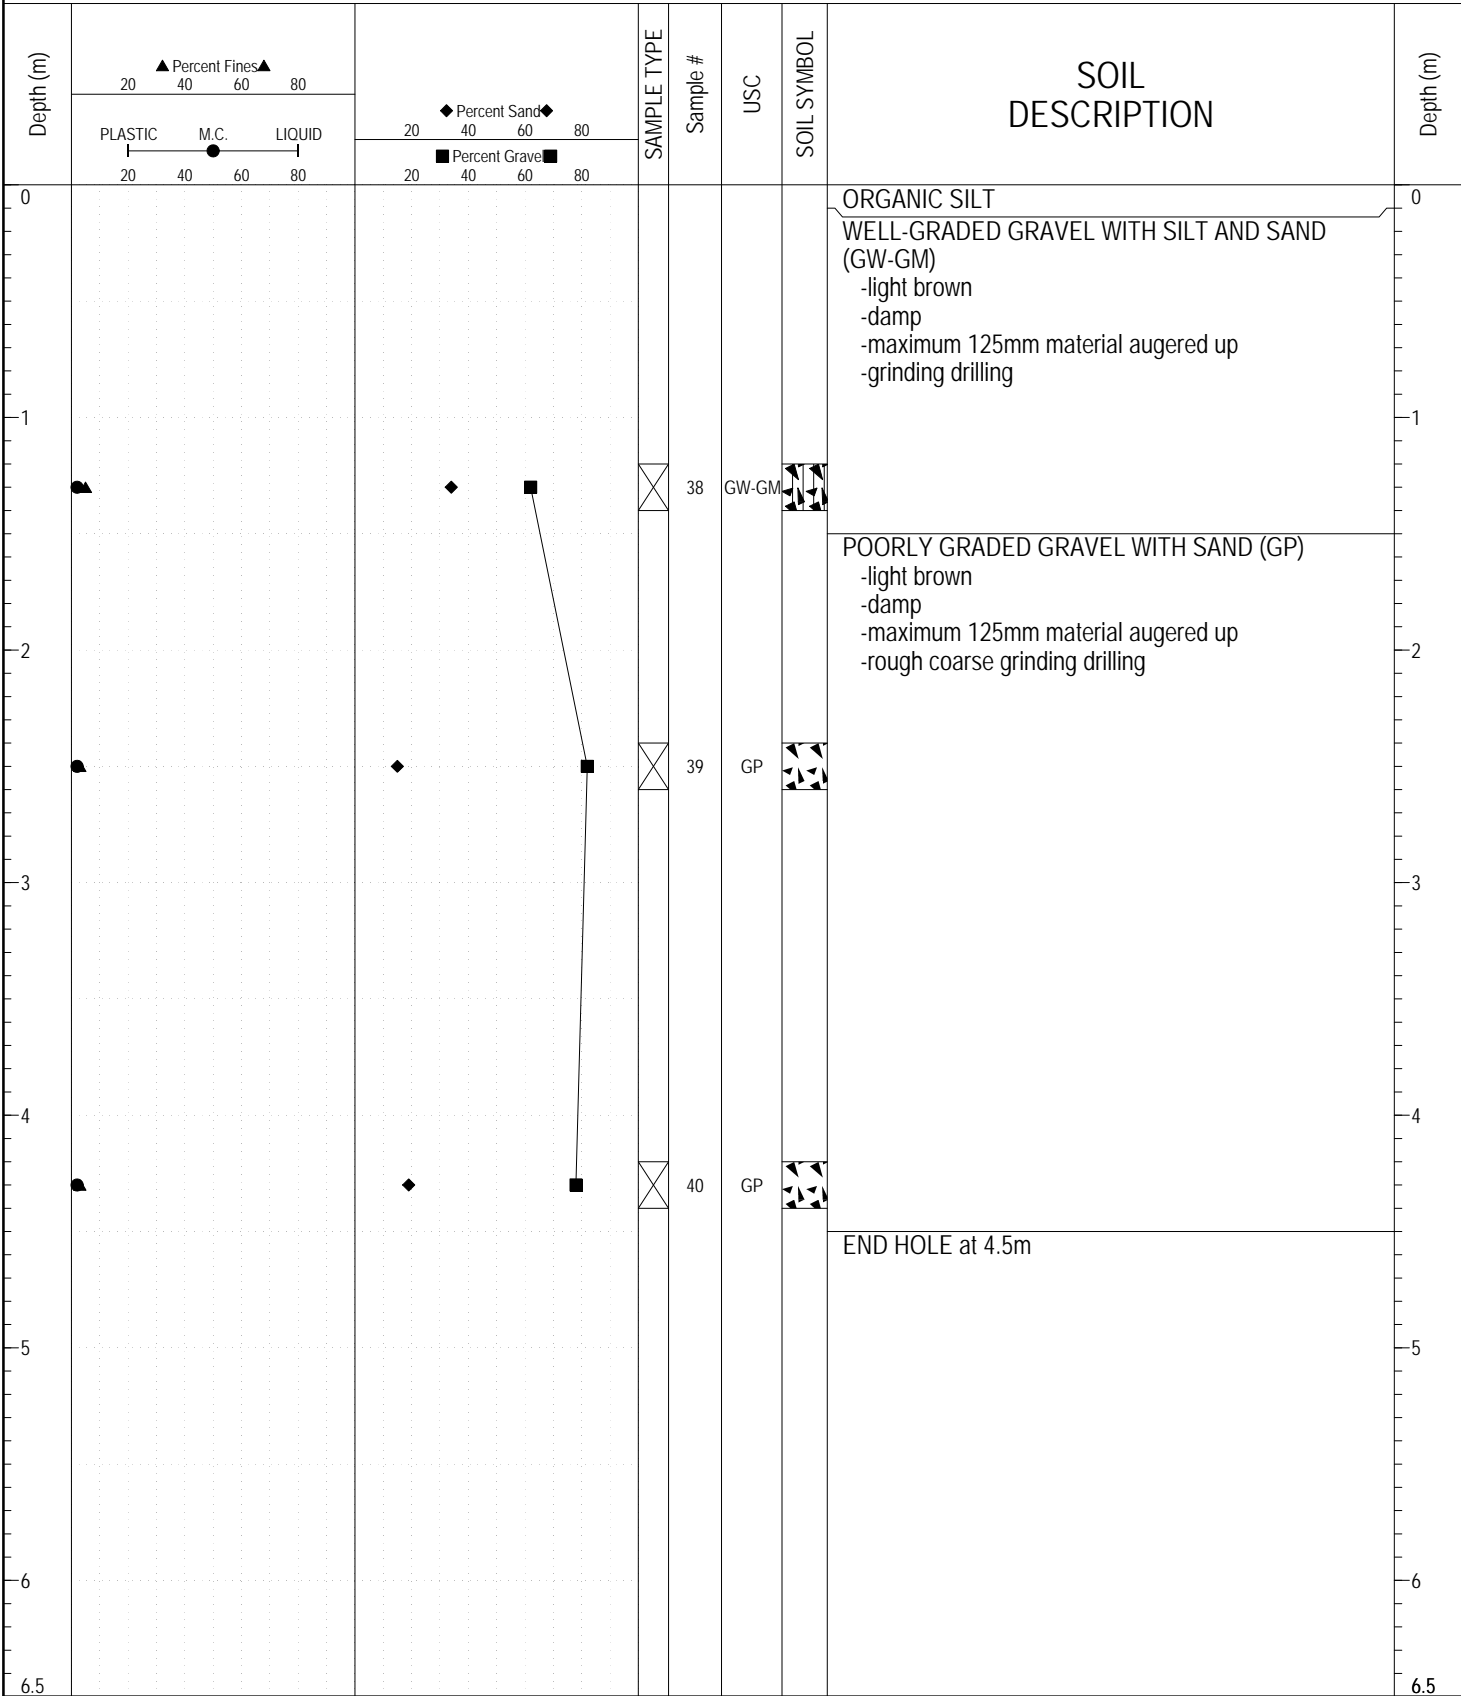 Depth (m)
▲ Percent Fines ▲
20 40 60 80
PLASTIC M.C. LIQUID
20 40 60 80
◆ Percent Sand ◆
20 40 60 80
■ Percent Gravel ■
20 40 60 80
SAMPLE TYPE
Sample #
USC
SOIL SYMBOL
SOIL
DESCRIPTION
Depth (m)
0
ORGANIC SILT
0
WELL-GRADED GRAVEL WITH SILT AND SAND
(GW-GM)
-light brown
-damp
-maximum 125mm material augered up
-grinding drilling
1
1
38 GW-GM
POORLY GRADED GRAVEL WITH SAND (GP)
-light brown
-damp
-maximum 125mm material augered up
2
2
-rough coarse grinding drilling
39 GP
3
3
4
4
40 GP
END HOLE at 4.5m
5
5
6
6
6.5
6.5